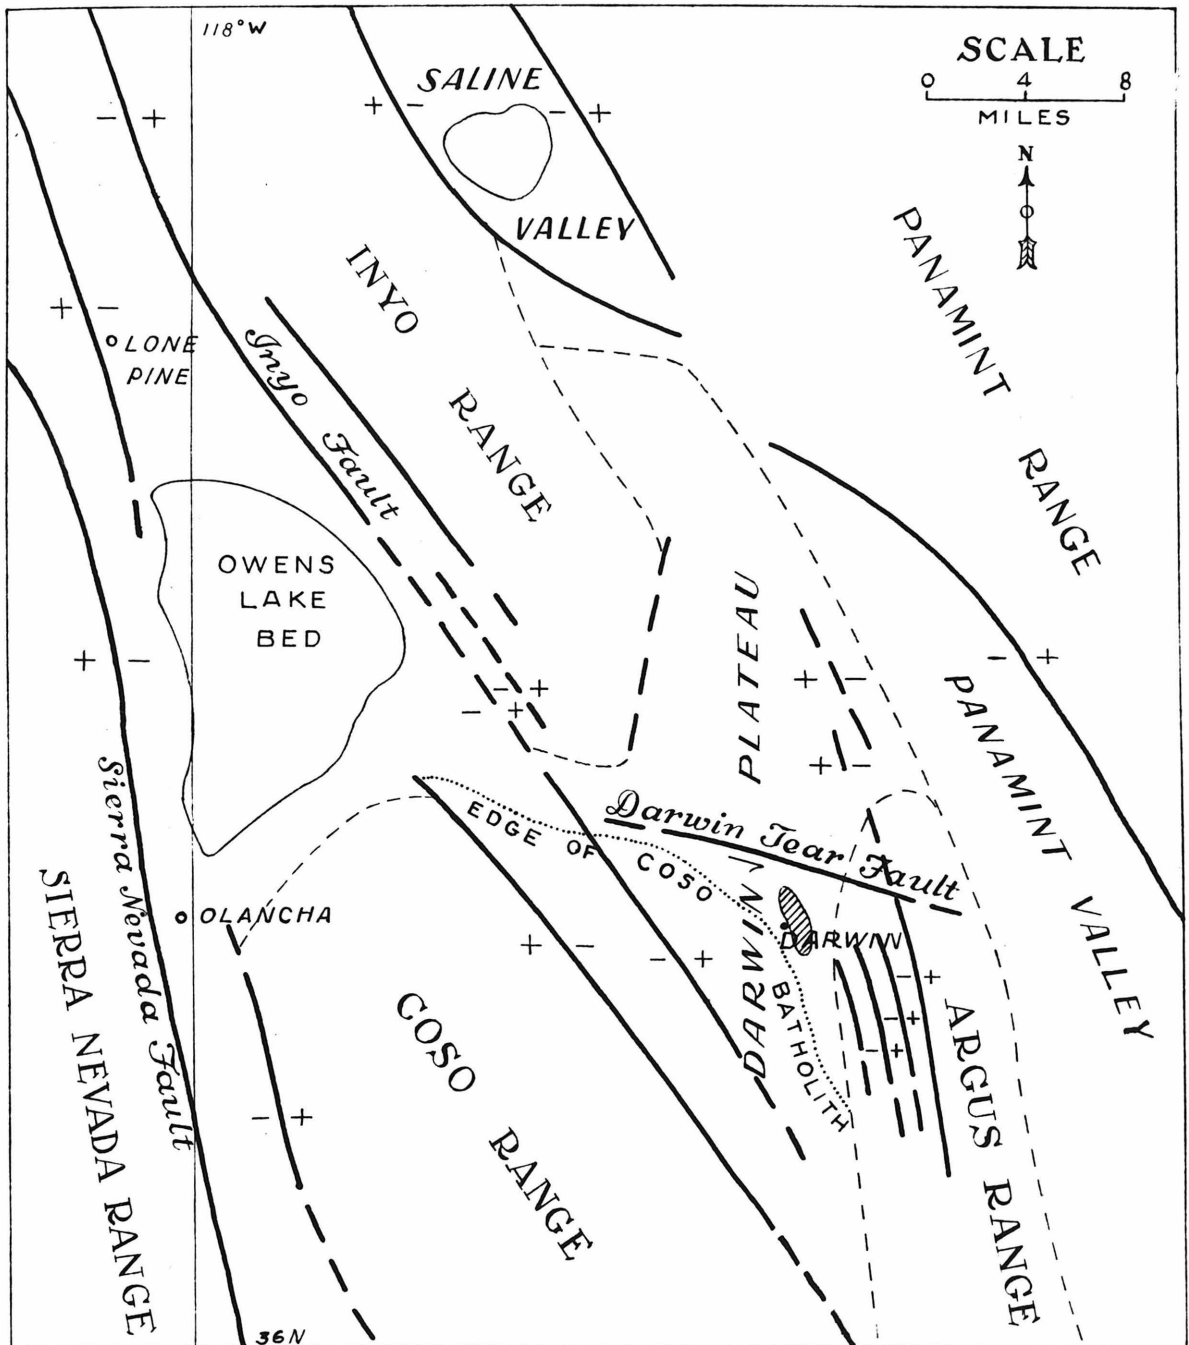 118°W
SCALE
0 4 8
MILES
N
SALINE
VALLEY
+ -
- +
- +
+ -
LONE
PINE
INYO
RANGE
Inyo Fault
PANAMINT RANGE
OWENS
LAKE
BED
+ -
- +
- +
- +
+ -
+ -
DARWIN PLATEAU
PANAMINT VALLEY
Sierra Nevada Fault
SIERRA NEVADA RANGE
EDGE OF COSO BATHOLITH
Darwin Tear Fault
OLANCHA
DARWIN
+ -
- +
- +
- +
- +
- +
COSO
RANGE
ARGUS RANGE
36N